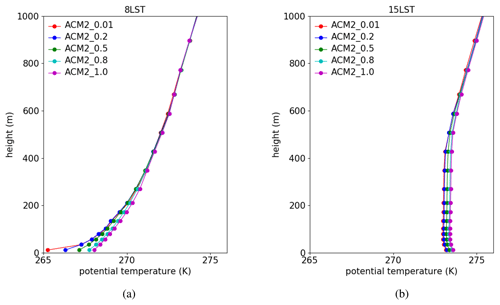 8LST
1000
800
600
400
200
0
height (m)
ACM2_0.01
ACM2_0.2
ACM2_0.5
ACM2_0.8
ACM2_1.0
265
270
275
potential temperature (K)
(a)
15LST
1000
800
600
400
200
0
height (m)
ACM2_0.01
ACM2_0.2
ACM2_0.5
ACM2_0.8
ACM2_1.0
265
270
275
potential temperature (K)
(b)